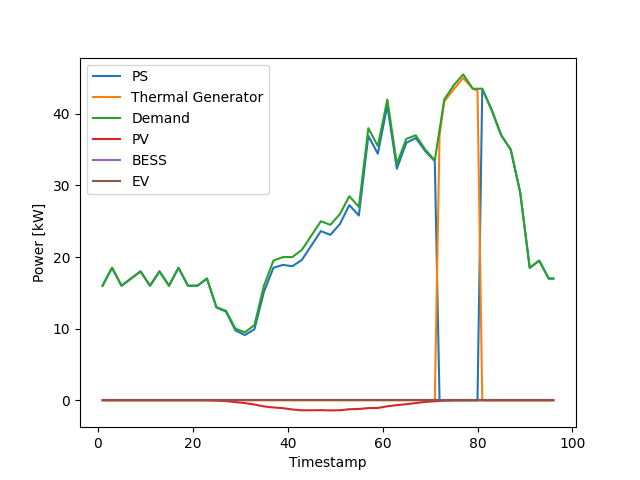 PS
Thermal Generator
Demand
PV
BESS
EV
Power [kW]
40
30
20
10
0
0 20 40 60 80 100
Timestamp